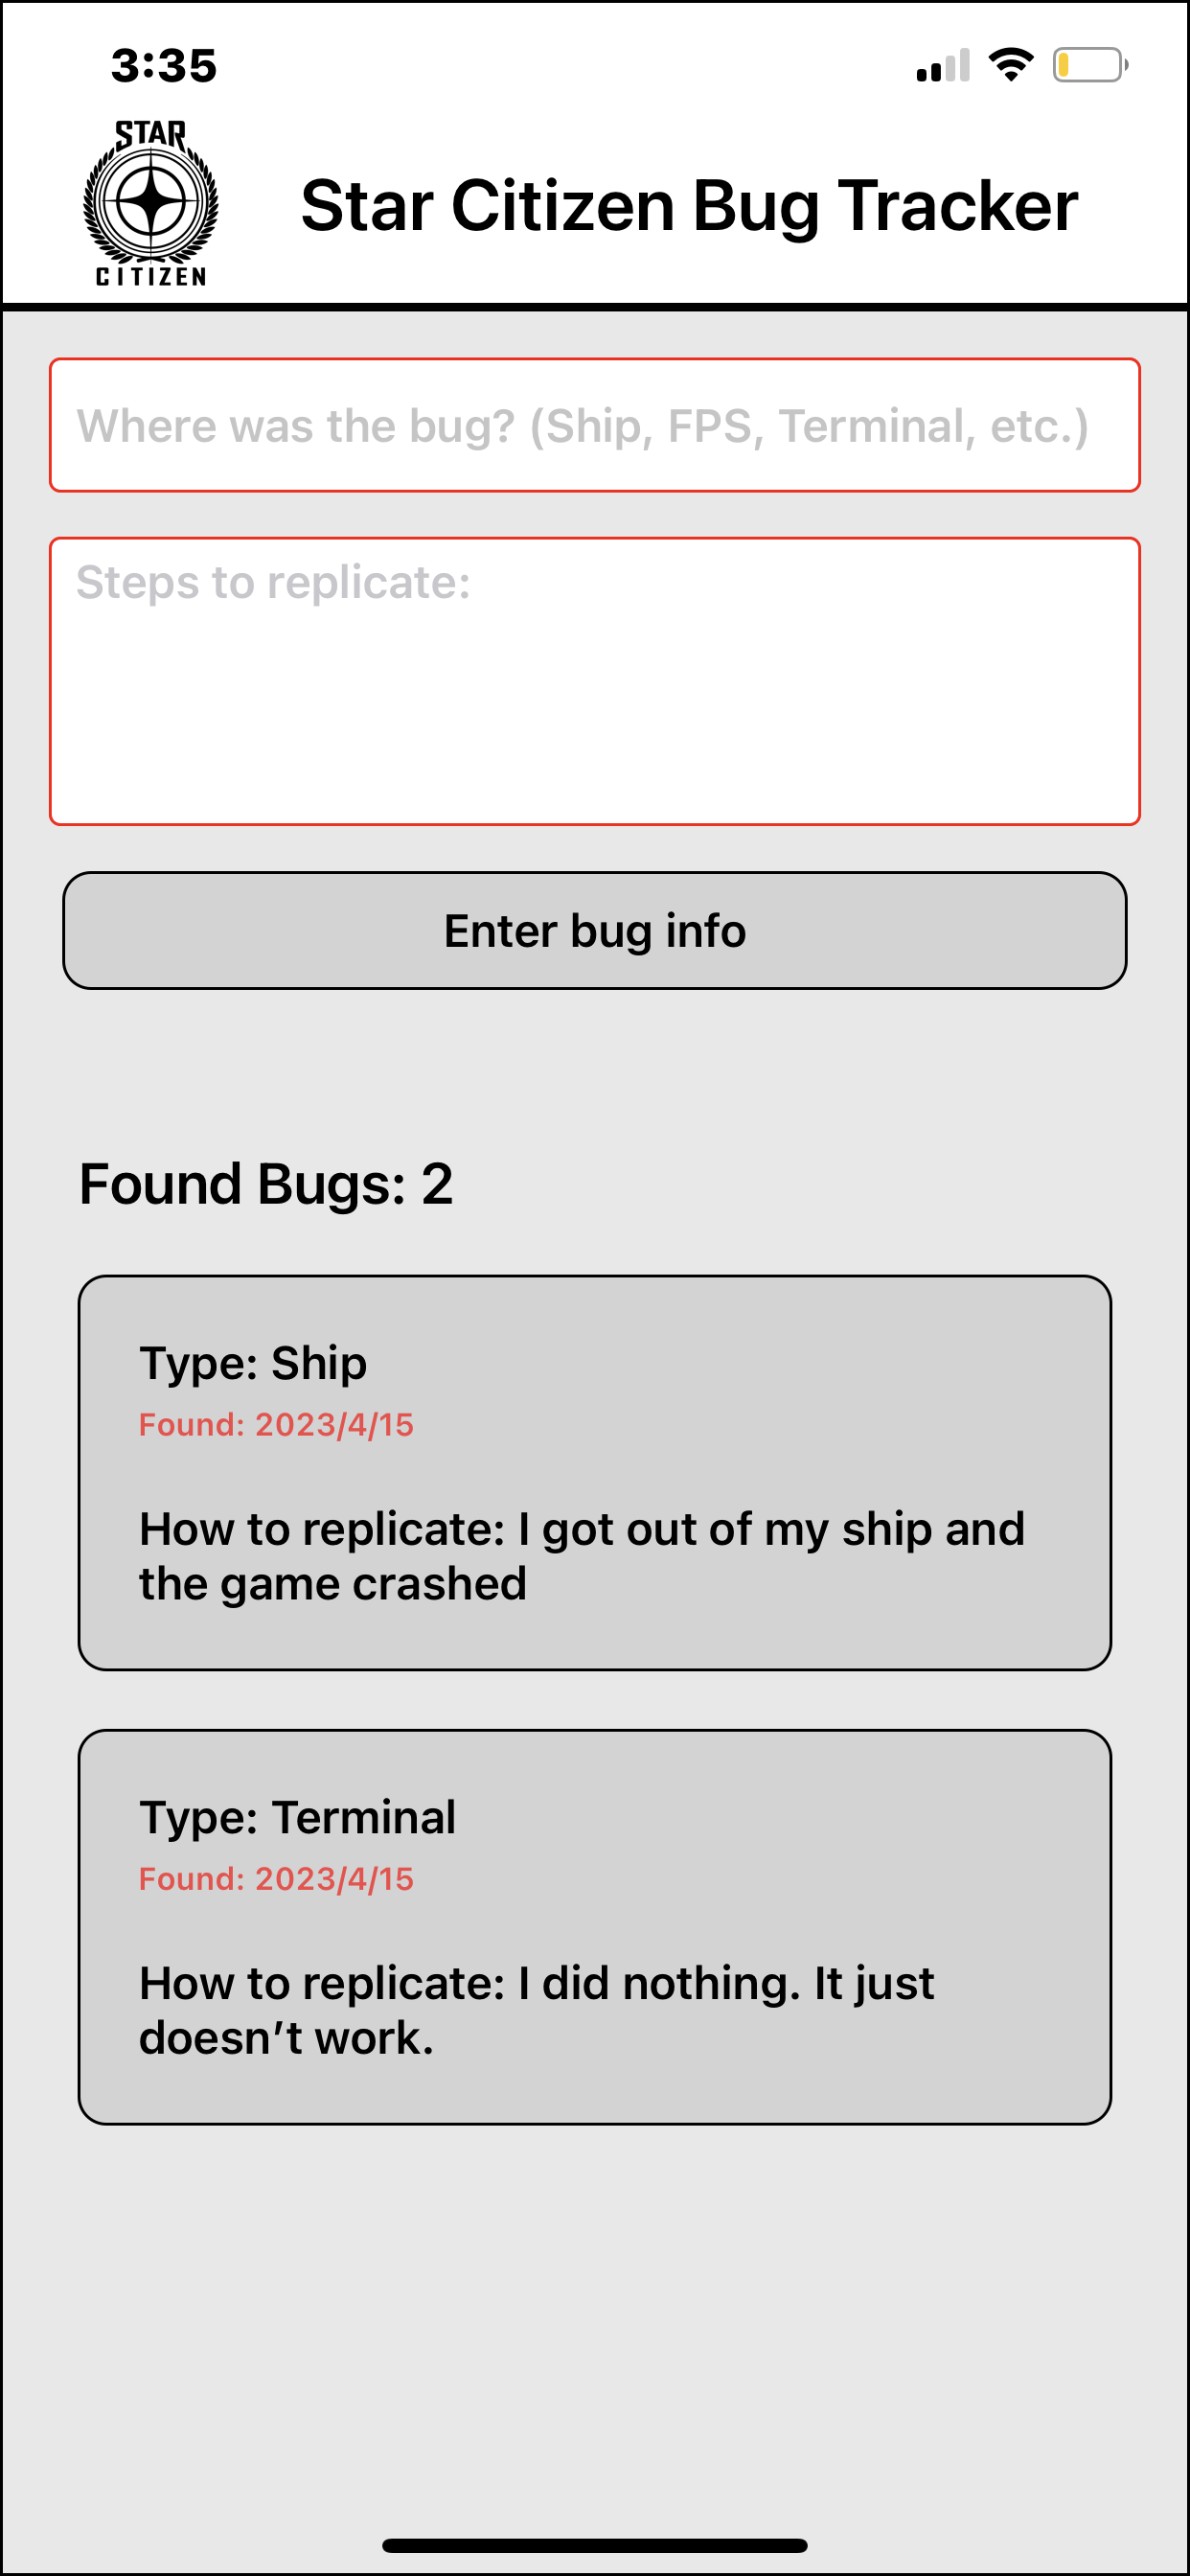 3:35
STAR
CITIZEN
Star Citizen Bug Tracker
Where was the bug? (Ship, FPS, Terminal, etc.)
Steps to replicate:
Enter bug info
Found Bugs: 2
Type: Ship
Found: 2023/4/15
How to replicate: I got out of my ship and
the game crashed
Type: Terminal
Found: 2023/4/15
How to replicate: I did nothing. It just
doesn’t work.